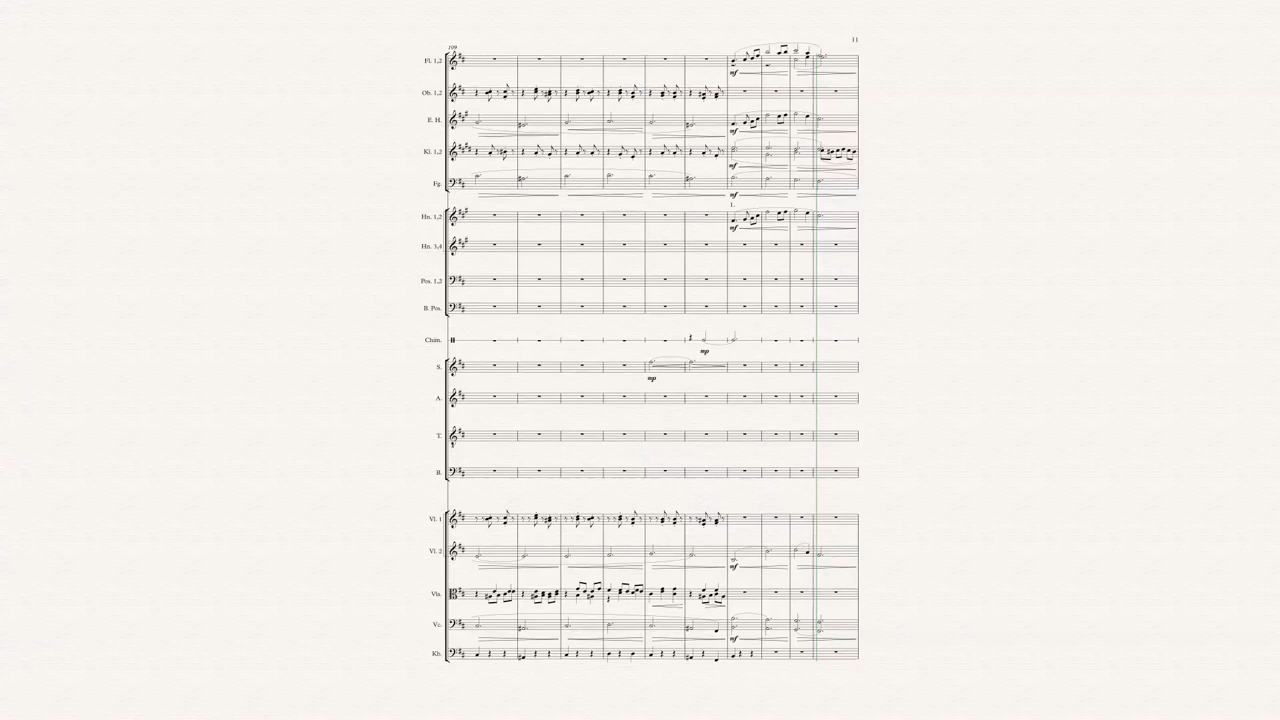 11
109
Fl. 1,2
mf
Ob. 1,2
E. H.
mf
Kl. 1,2
mf
Fg.
mf
1.
Hn. 1,2
mf
Hn. 3,4
Pos. 1,2
B. Pos.
Chim.
mp
S.
mp
A.
T.
B.
Vl. 1
Vl. 2
mf
Vla.
Vc.
mf
Kb.